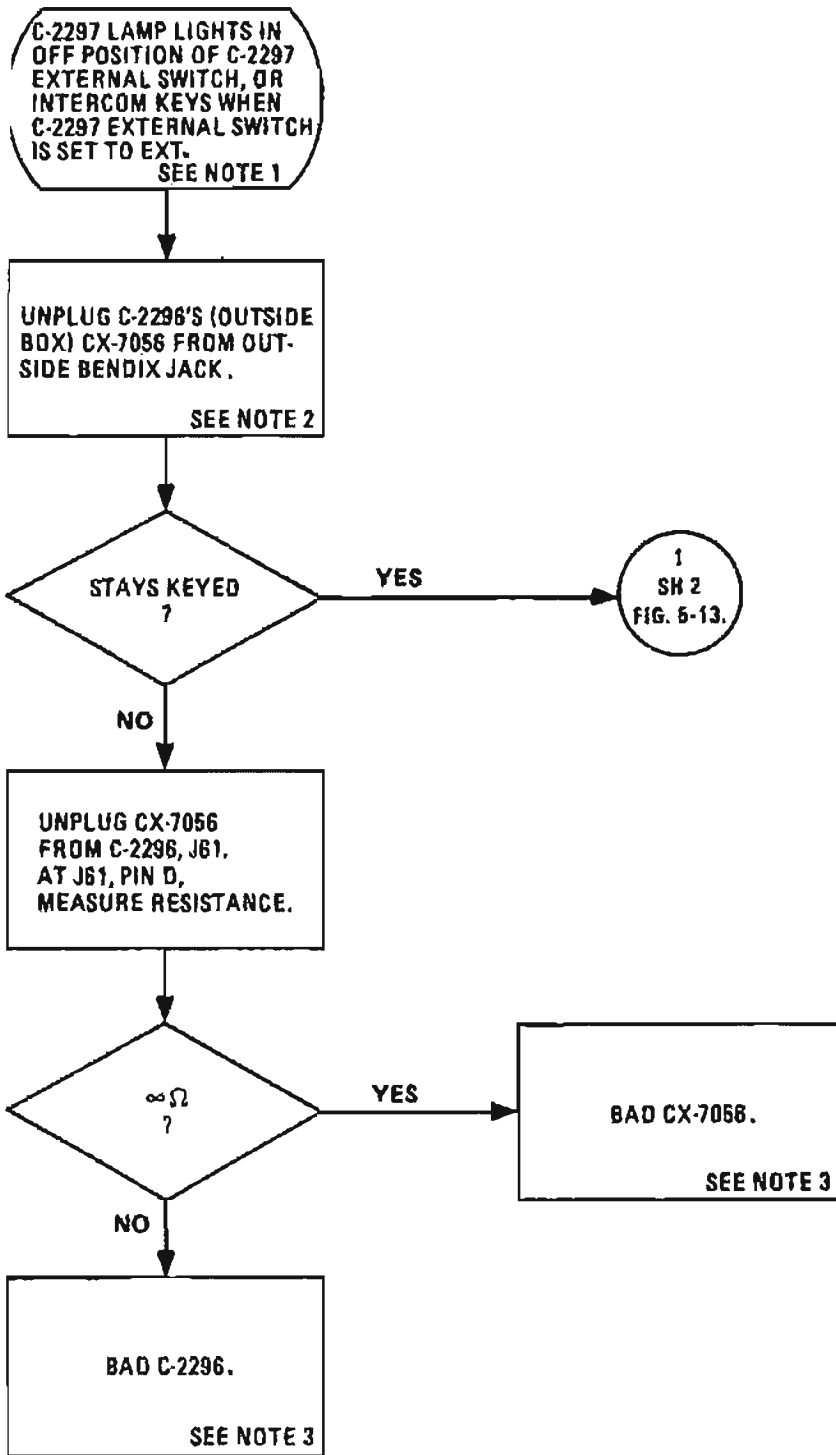 C-2297 LAMP LIGHTS IN
OFF POSITION OF C-2297
EXTERNAL SWITCH, OR
INTERCOM KEYS WHEN
C-2297 EXTERNAL SWITCH
IS SET TO EXT.
SEE NOTE 1
UNPLUG C-2296'S (OUTSIDE
BOX) CX-7056 FROM OUT-
SIDE BENDIX JACK.
SEE NOTE 2
STAYS KEYED
?
YES
1
SH 2
FIG. 5-13.
NO
UNPLUG CX-7056
FROM C-2296, J61.
AT J61, PIN D,
MEASURE RESISTANCE.
∞ Ω
?
YES
BAD CX-7056.
SEE NOTE 3
NO
BAD C-2296.
SEE NOTE 3